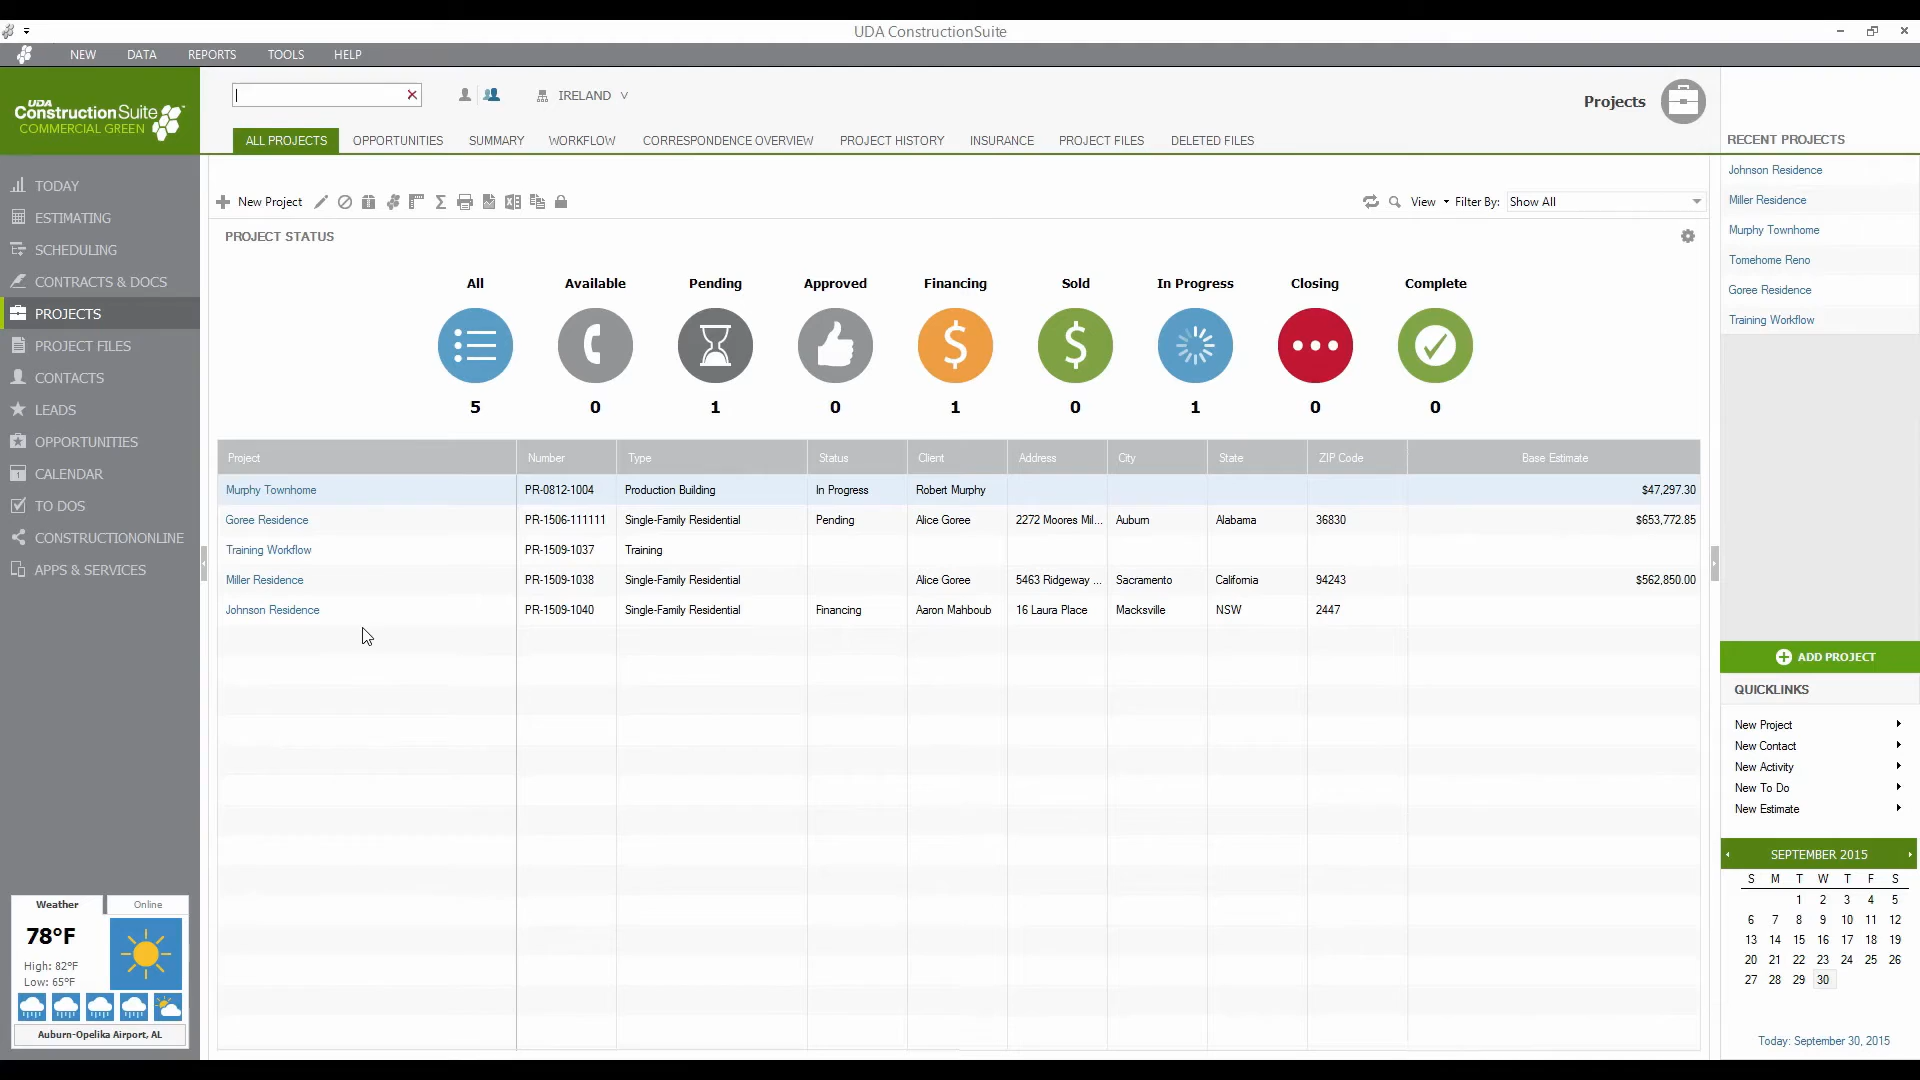 UDA ConstructionSuite
NEW DATA REPORTS TOOLS HELP
UDA
ConstructionSuite™
COMMERCIAL GREEN
IRELAND
Projects
ALL PROJECTS OPPORTUNITIES SUMMARY WORKFLOW CORRESPONDENCE OVERVIEW PROJECT HISTORY INSURANCE PROJECT FILES DELETED FILES
TODAY
ESTIMATING
SCHEDULING
CONTRACTS & DOCS
PROJECTS
PROJECT FILES
CONTACTS
LEADS
OPPORTUNITIES
CALENDAR
TO DOS
CONSTRUCTIONONLINE
APPS & SERVICES
Weather Online
78°F
High: 82°F
Low: 65°F
Auburn-Opelika Airport, AL
New Project View Filter By: Show All
PROJECT STATUS
All Available Pending Approved Financing Sold In Progress Closing Complete
5 0 1 0 1 0 1 0 0
Project Number Type Status Client Address City State ZIP Code Base Estimate
Murphy Townhome PR-0812-1004 Production Building In Progress Robert Murphy $47,297.30
Goree Residence PR-1506-111111 Single-Family Residential Pending Alice Goree 2272 Moores Mil... Auburn Alabama 36830 $653,772.85
Training Workflow PR-1509-1037 Training
Miller Residence PR-1509-1038 Single-Family Residential Alice Goree 5463 Ridgeway ... Sacramento California 94243 $562,850.00
Johnson Residence PR-1509-1040 Single-Family Residential Financing Aaron Mahboub 16 Laura Place Macksville NSW 2447
RECENT PROJECTS
Johnson Residence
Miller Residence
Murphy Townhome
Tomehome Reno
Goree Residence
Training Workflow
ADD PROJECT
QUICKLINKS
New Project
New Contact
New Activity
New To Do
New Estimate
SEPTEMBER 2015
S M T W T F S
1 2 3 4 5
6 7 8 9 10 11 12
13 14 15 16 17 18 19
20 21 22 23 24 25 26
27 28 29 30
Today: September 30, 2015